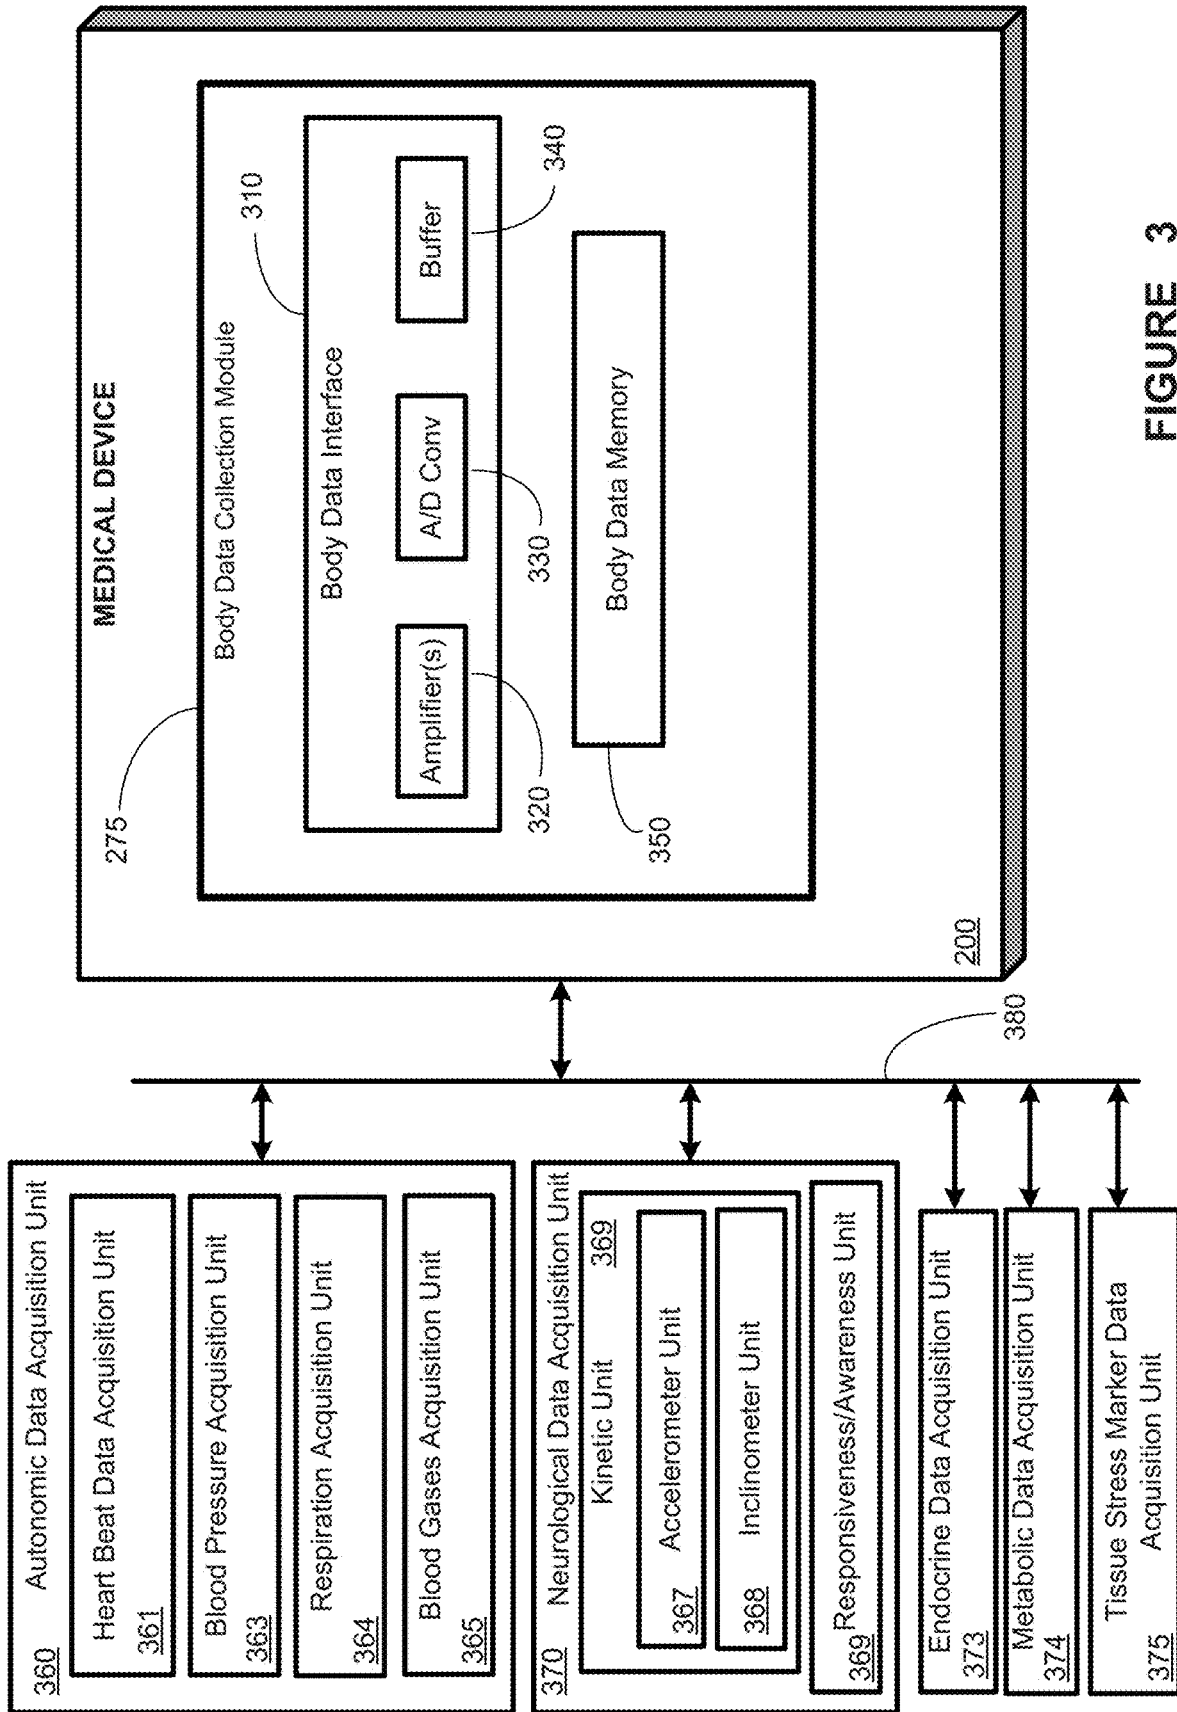 360 Autonomic Data Acquisition Unit
Heart Beat Data Acquisition Unit
361
Blood Pressure Acquisition Unit
363
Respiration Acquisition Unit
364
Blood Gases Acquisition Unit
365
370 Neurological Data Acquisition Unit
Kinetic Unit 369
Accelerometer Unit
367
Inclinometer Unit
368
Responsiveness/Awareness Unit
369
Endocrine Data Acquisition Unit
373
Metabolic Data Acquisition Unit
374
Tissue Stress Marker Data
Acquisition Unit
375
380
MEDICAL DEVICE
275
Body Data Collection Module
310
Body Data Interface
Amplifier(s)
A/D Conv
Buffer
320
330
340
Body Data Memory
350
200
FIGURE 3